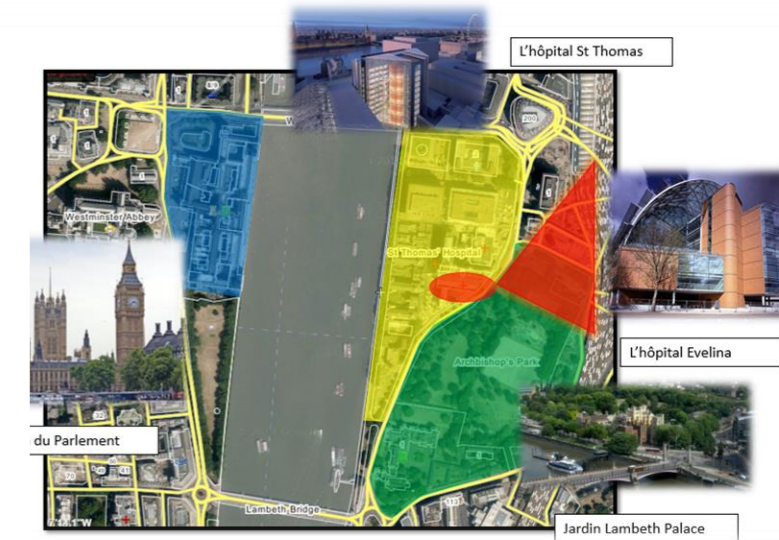 L'hôpital St Thomas
200
Westminster Abbey
St Thomas' Hospital
L'hôpital Evelina
Archbishop's Park
du Parlement
Lambeth Bridge
Jardin Lambeth Palace